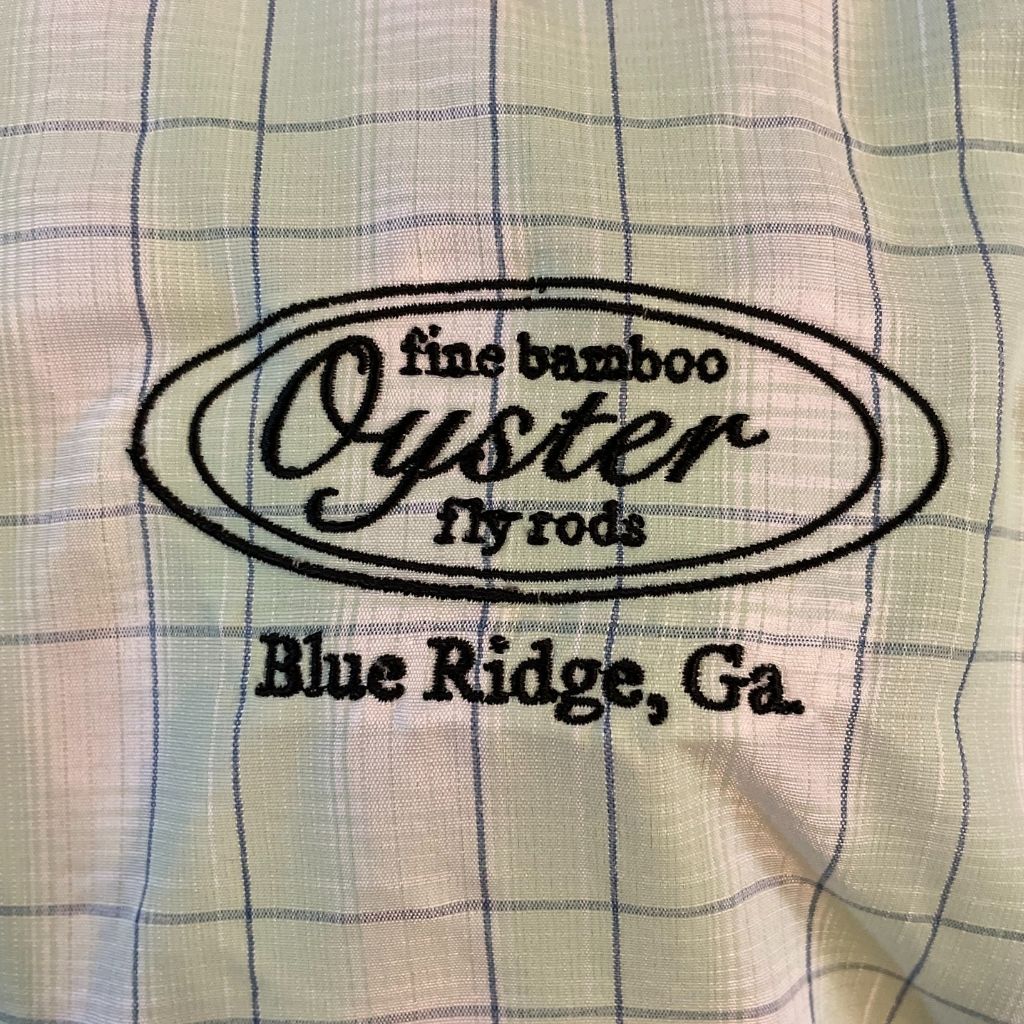 fine bamboo
Oyster
fly rods
Blue Ridge, Ga.